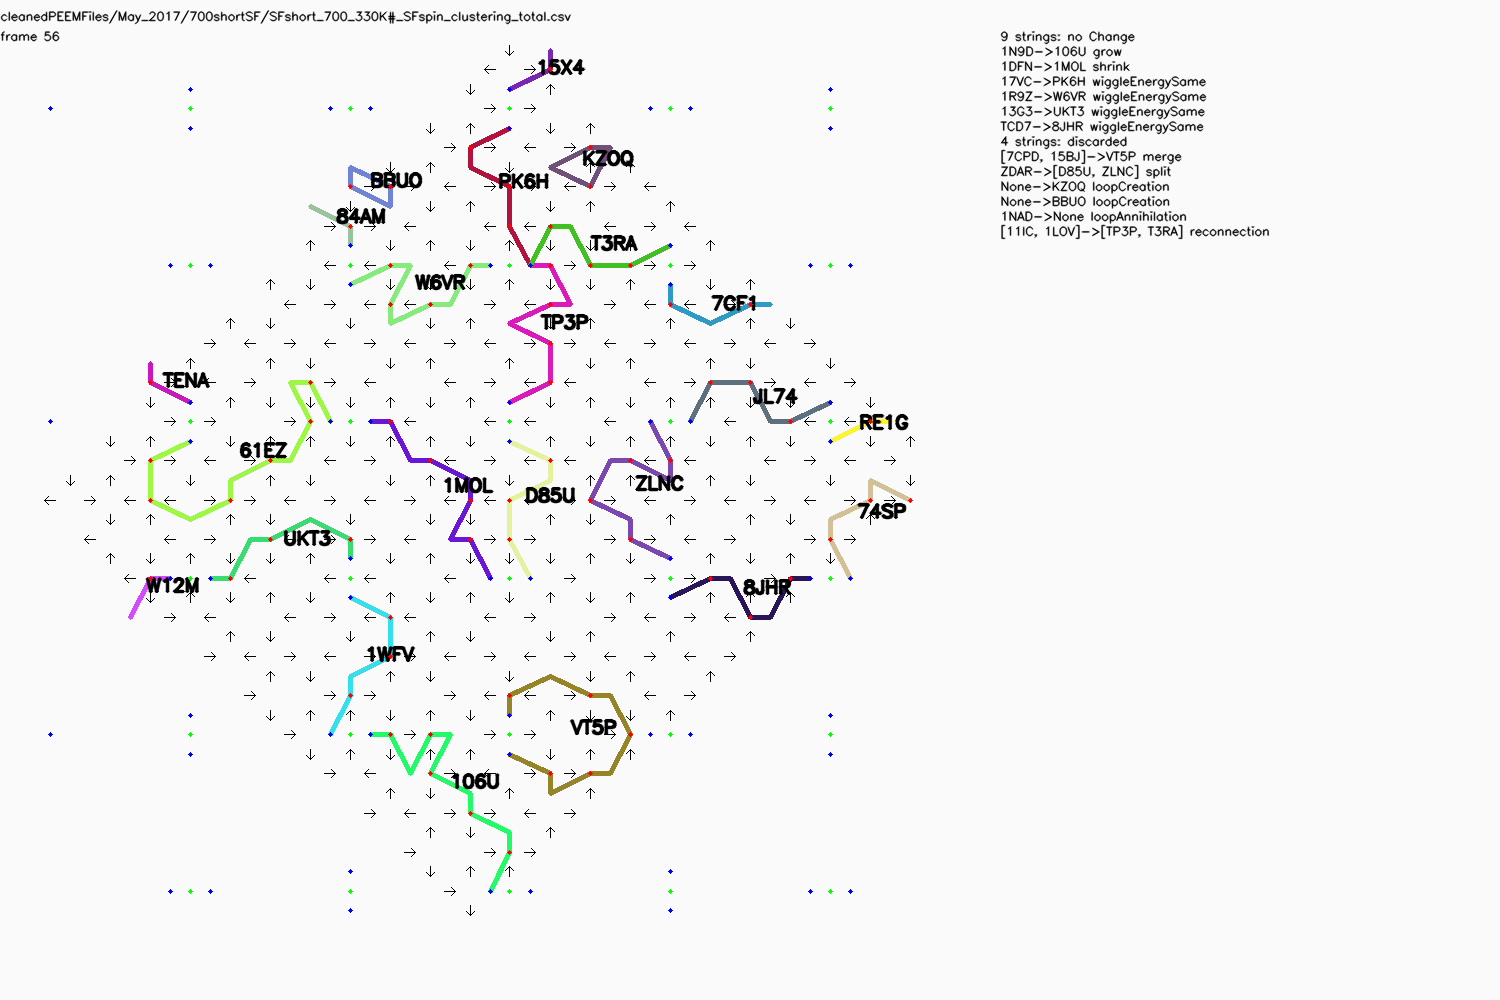 cleanedPEEMFiles/May_2017/700shortSF/SFshort_700_330K#_SFspin_clustering_total.csv
frame 56
9 strings: no Change
1N9D->106U grow
1DFN->1MOL shrink
17VC->PK6H wiggleEnergySame
1R9Z->W6VR wiggleEnergySame
13G3->UKT3 wiggleEnergySame
TCD7->8JHR wiggleEnergySame
4 strings: discarded
[7CPD, 15BJ]->VT5P merge
ZDAR->[D85U, ZLNC] split
None->KZOQ loopCreation
None->BBUO loopCreation
1NAD->None loopAnnihilation
[11IC, 1LOV]->[TP3P, T3RA] reconnection
15X4
KZOQ
BBUO
PK6H
84AM
T3RA
W6VR
7CF1
TP3P
TENA
JL74
RE1G
61EZ
1MOL
D85U
ZLNC
74SP
UKT3
W12M
8JHR
1WFV
VT5P
106U